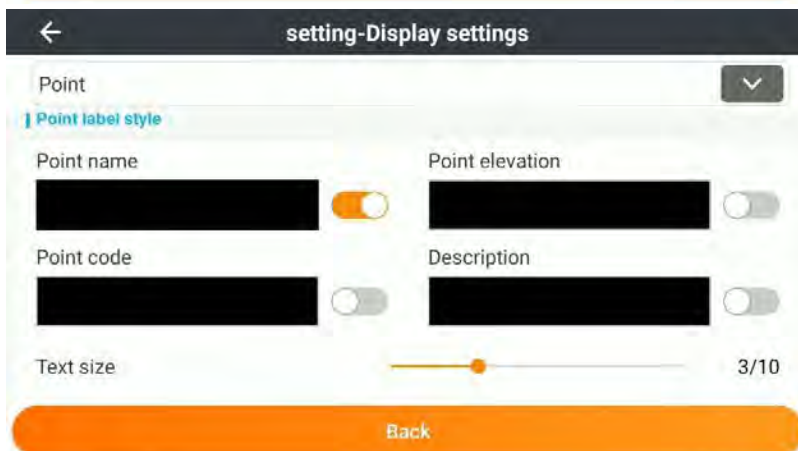 setting-Display settings
Point
Point label style
Point name
Point elevation
Point code
Description
Text size
3/10
Back